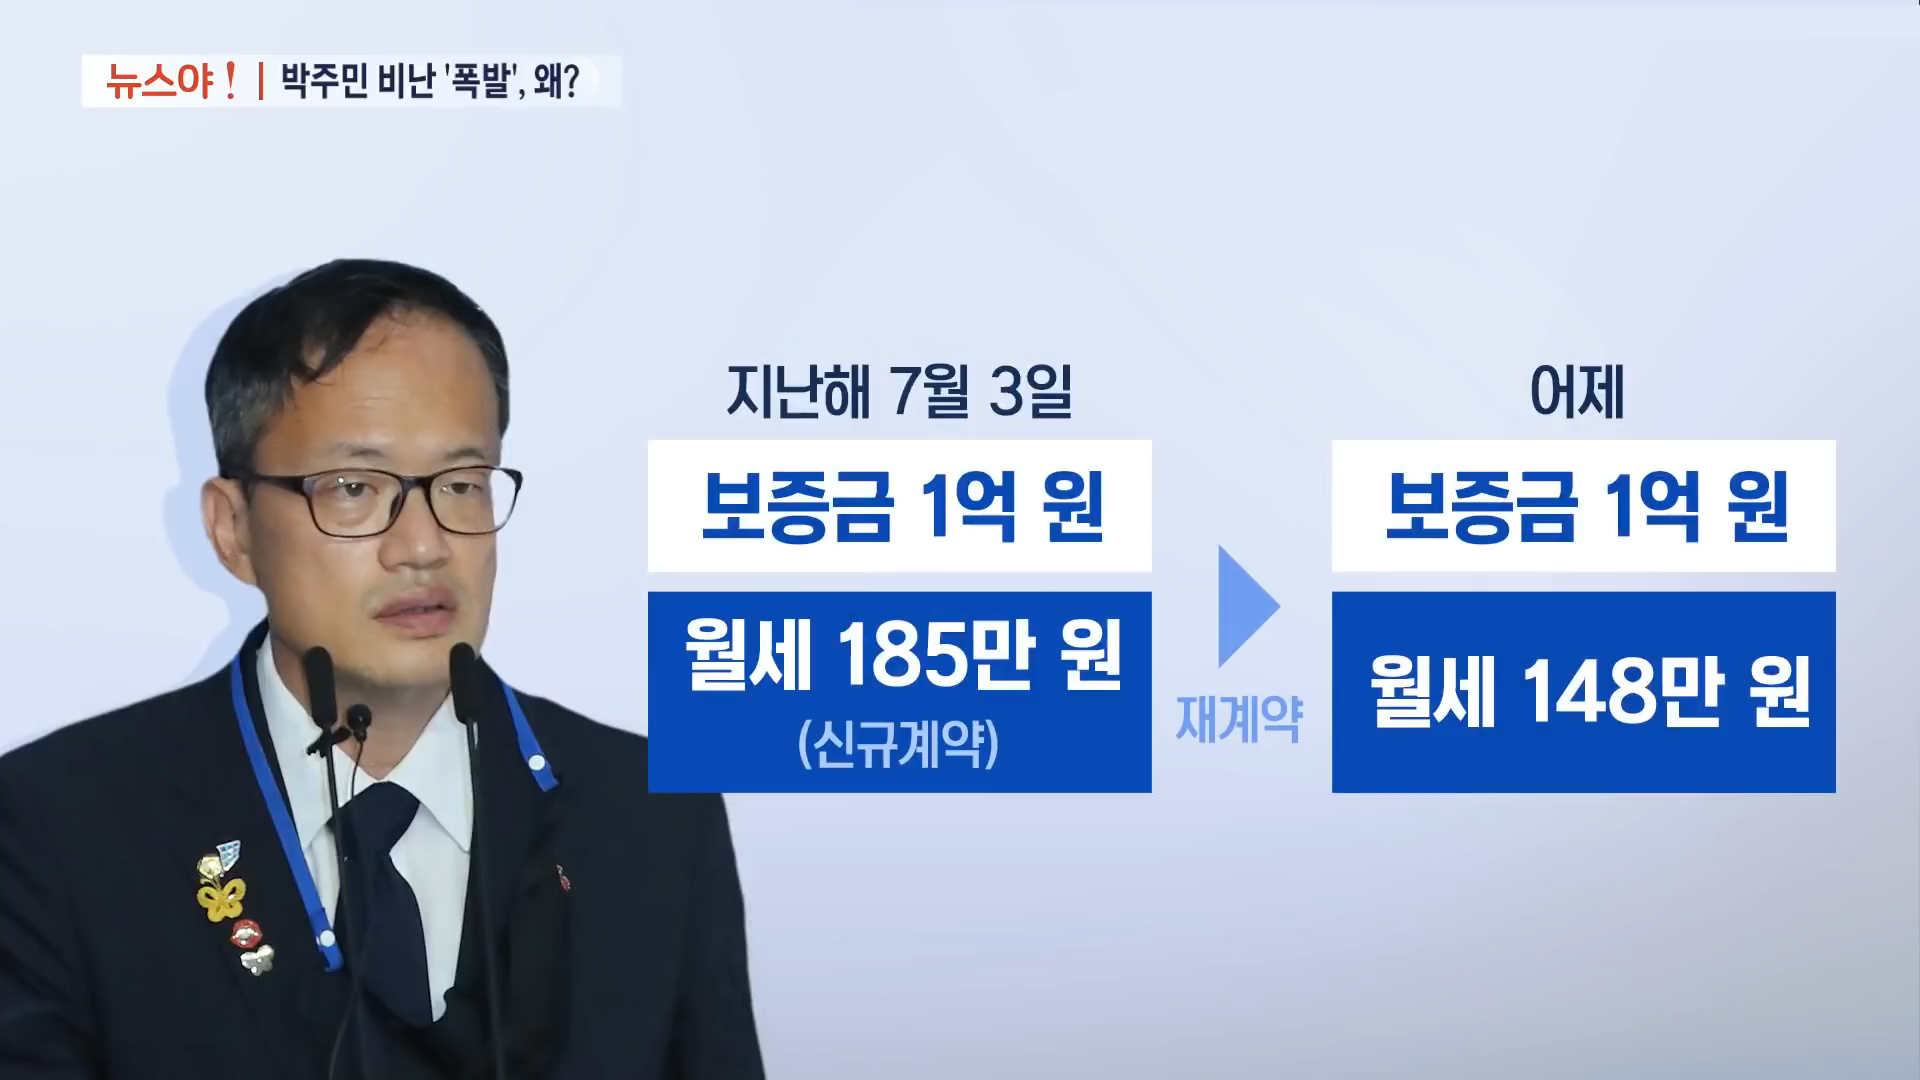 뉴스야! | 박주민 비난 '폭발', 왜?
지난해 7월 3일
보증금 1억 원
월세 185만 원
(신규계약)
재계약
어제
보증금 1억 원
월세 148만 원